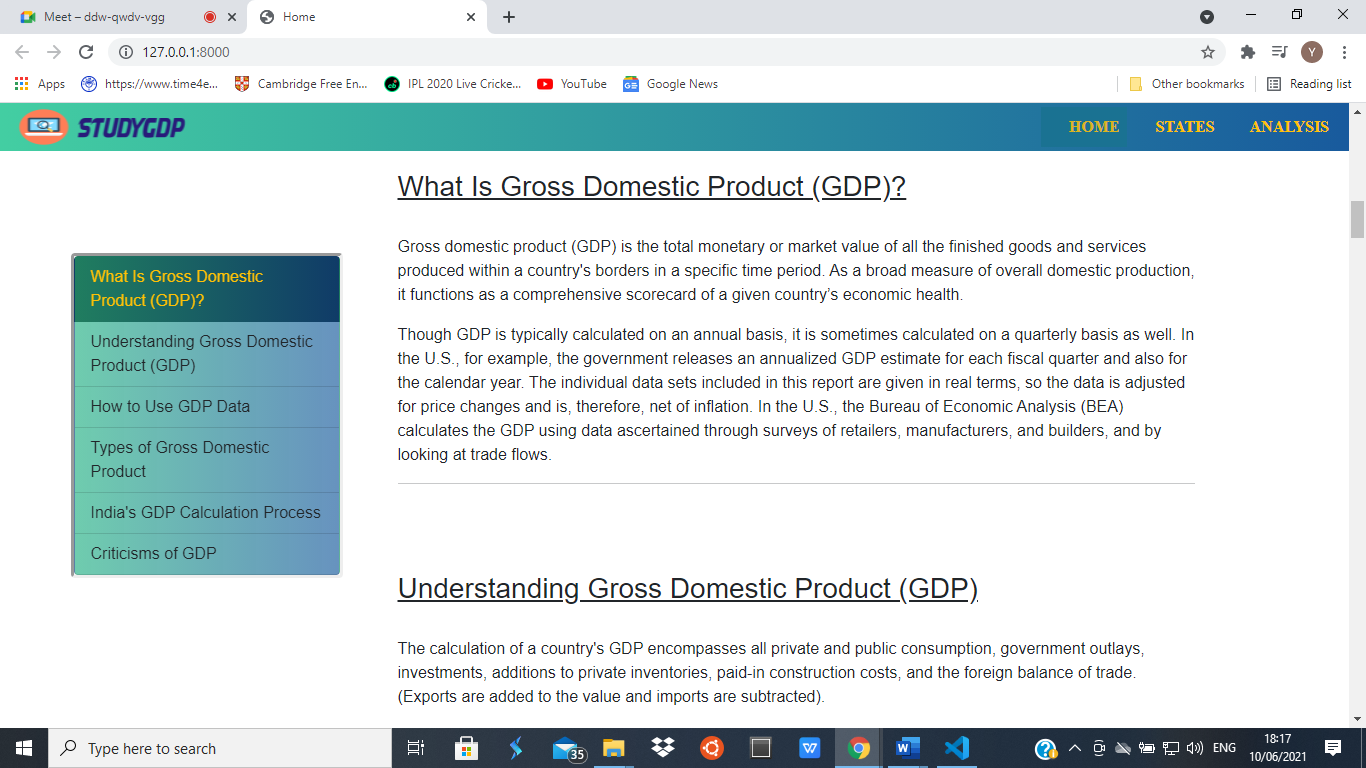 Meet – ddw-qwdv-vgg
Home
127.0.0.1:8000
Y
Apps
https://www.time4e...
Cambridge Free En...
IPL 2020 Live Cricke...
YouTube
Google News
Other bookmarks
Reading list
STUDYGDP
HOME
STATES
ANALYSIS
What Is Gross Domestic
Product (GDP)?
Understanding Gross Domestic
Product (GDP)
How to Use GDP Data
Types of Gross Domestic
Product
India's GDP Calculation Process
Criticisms of GDP
What Is Gross Domestic Product (GDP)?
Gross domestic product (GDP) is the total monetary or market value of all the finished goods and services
produced within a country's borders in a specific time period. As a broad measure of overall domestic production,
it functions as a comprehensive scorecard of a given country’s economic health.
Though GDP is typically calculated on an annual basis, it is sometimes calculated on a quarterly basis as well. In
the U.S., for example, the government releases an annualized GDP estimate for each fiscal quarter and also for
the calendar year. The individual data sets included in this report are given in real terms, so the data is adjusted
for price changes and is, therefore, net of inflation. In the U.S., the Bureau of Economic Analysis (BEA)
calculates the GDP using data ascertained through surveys of retailers, manufacturers, and builders, and by
looking at trade flows.
Understanding Gross Domestic Product (GDP)
The calculation of a country's GDP encompasses all private and public consumption, government outlays,
investments, additions to private inventories, paid-in construction costs, and the foreign balance of trade.
(Exports are added to the value and imports are subtracted).
Type here to search
35
ENG
18:17
10/06/2021